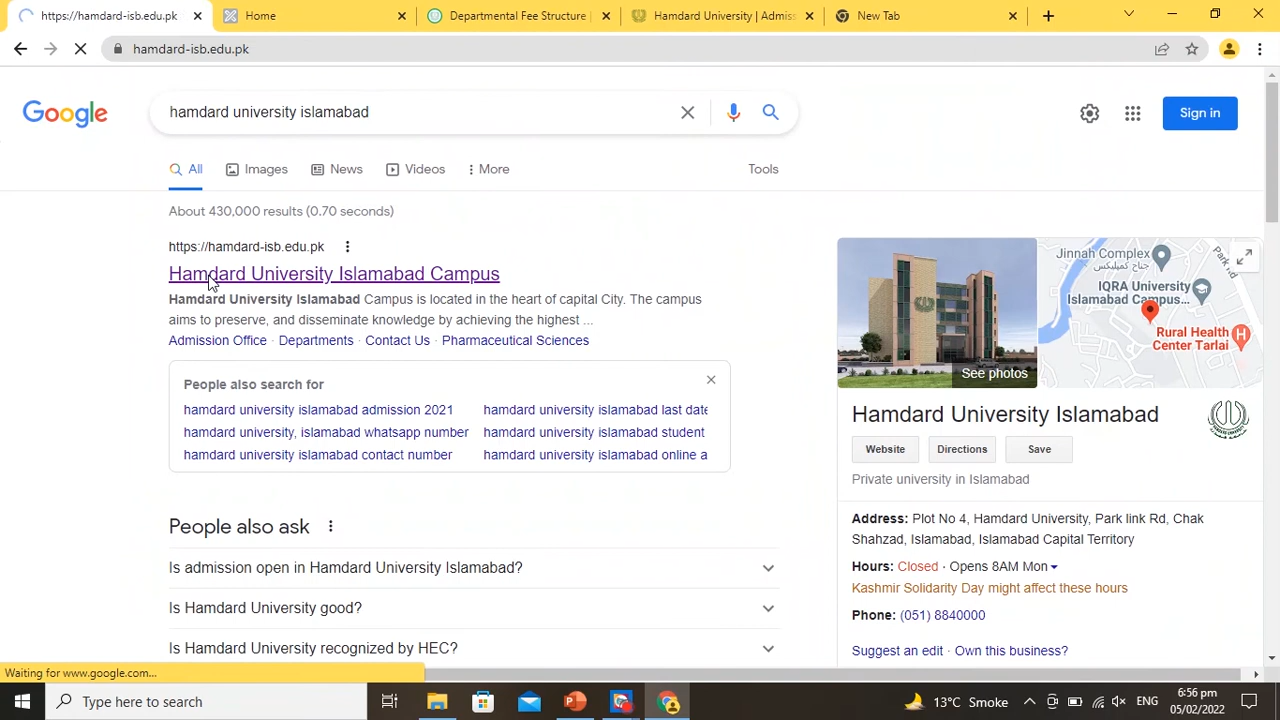 https://hamdard-isb.edu.pk
Home
Departmental Fee Structure |
Hamdard University | Admiss
New Tab
hamdard-isb.edu.pk
Google
hamdard university islamabad
Sign in
All
Images
News
Videos
More
Tools
About 430,000 results (0.70 seconds)
https://hamdard-isb.edu.pk
Hamdard University Islamabad Campus
Hamdard University Islamabad Campus is located in the heart of capital City. The campus
aims to preserve, and disseminate knowledge by achieving the highest ...
Admission Office · Departments · Contact Us · Pharmaceutical Sciences
People also search for
hamdard university islamabad admission 2021
hamdard university islamabad last date
hamdard university, islamabad whatsapp number
hamdard university islamabad student
hamdard university islamabad contact number
hamdard university islamabad online a
People also ask
Is admission open in Hamdard University Islamabad?
Is Hamdard University good?
Is Hamdard University recognized by HEC?
See photos
Jinnah Complex
جناح کمپلیکس
Park
IQRA University
Islamabad Campus...
Rural Health
Center Tarlai
Hamdard University Islamabad
Website
Directions
Save
Private university in Islamabad
Address: Plot No 4, Hamdard University, Park link Rd, Chak
Shahzad, Islamabad, Islamabad Capital Territory
Hours: Closed · Opens 8AM Mon
Kashmir Solidarity Day might affect these hours
Phone: (051) 8840000
Suggest an edit · Own this business?
Waiting for www.google.com...
Type here to search
13°C Smoke
ENG
6:56 pm
05/02/2022